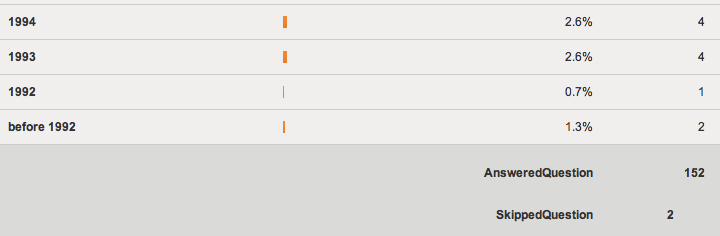 1994 2.6% 4
1993 2.6% 4
1992 0.7% 1
before 1992 1.3% 2
AnsweredQuestion 152
SkippedQuestion 2